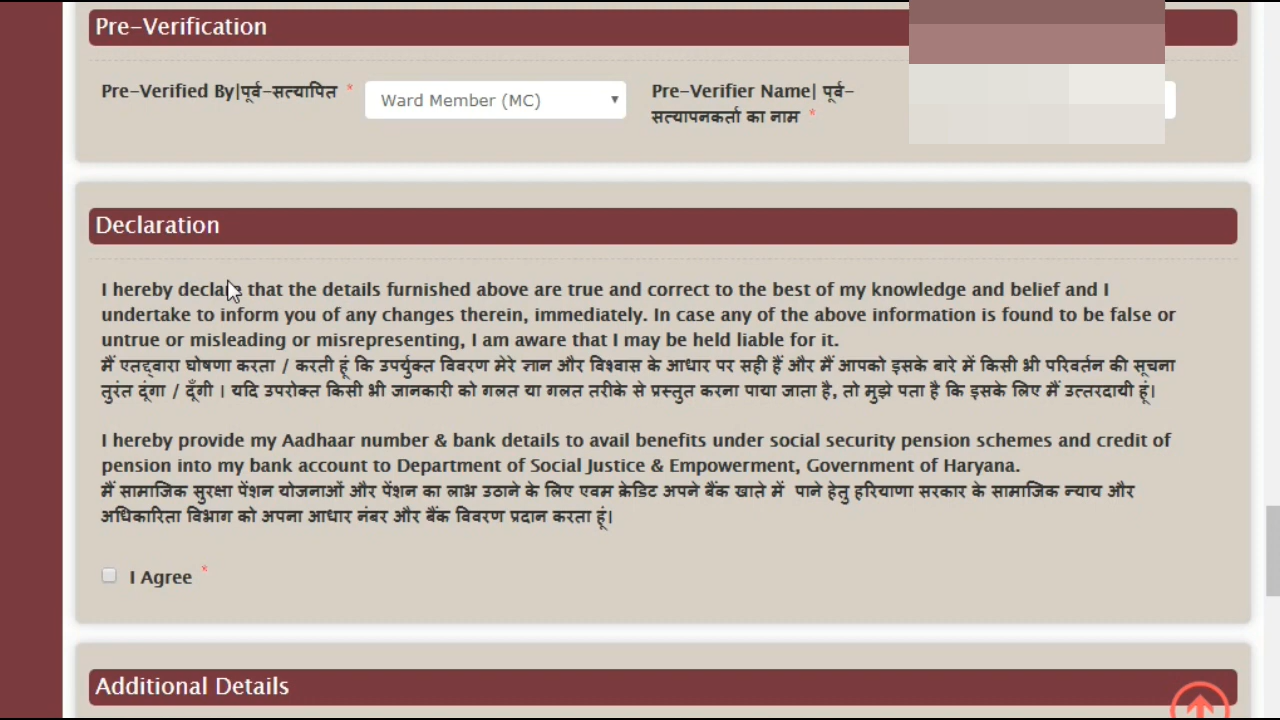 Pre-Verification
Pre-Verified By|पूर्व-सत्यापित *
Ward Member (MC)
Pre-Verifier Name| पूर्व-
सत्यापनकर्ता का नाम *
Declaration
I hereby declare that the details furnished above are true and correct to the best of my knowledge and belief and I
undertake to inform you of any changes therein, immediately. In case any of the above information is found to be false or
untrue or misleading or misrepresenting, I am aware that I may be held liable for it.
मैं एतद्द्वारा घोषणा करता / करती हूं कि उपर्युक्त विवरण मेरे ज्ञान और विश्वास के आधार पर सही हैं और मैं आपको इसके बारे में किसी भी परिवर्तन की सूचना
तुरंत दूंगा / दूँगी । यदि उपरोक्त किसी भी जानकारी को गलत या गलत तरीके से प्रस्तुत करना पाया जाता है, तो मुझे पता है कि इसके लिए मैं उत्तरदायी हूं।
I hereby provide my Aadhaar number & bank details to avail benefits under social security pension schemes and credit of
pension into my bank account to Department of Social Justice & Empowerment, Government of Haryana.
मैं सामाजिक सुरक्षा पेंशन योजनाओं और पेंशन का लाभ उठाने के लिए एवम क्रेडिट अपने बैंक खाते में पाने हेतु हरियाणा सरकार के सामाजिक न्याय और
अधिकारिता विभाग को अपना आधार नंबर और बैंक विवरण प्रदान करता हूं।
I Agree *
Additional Details